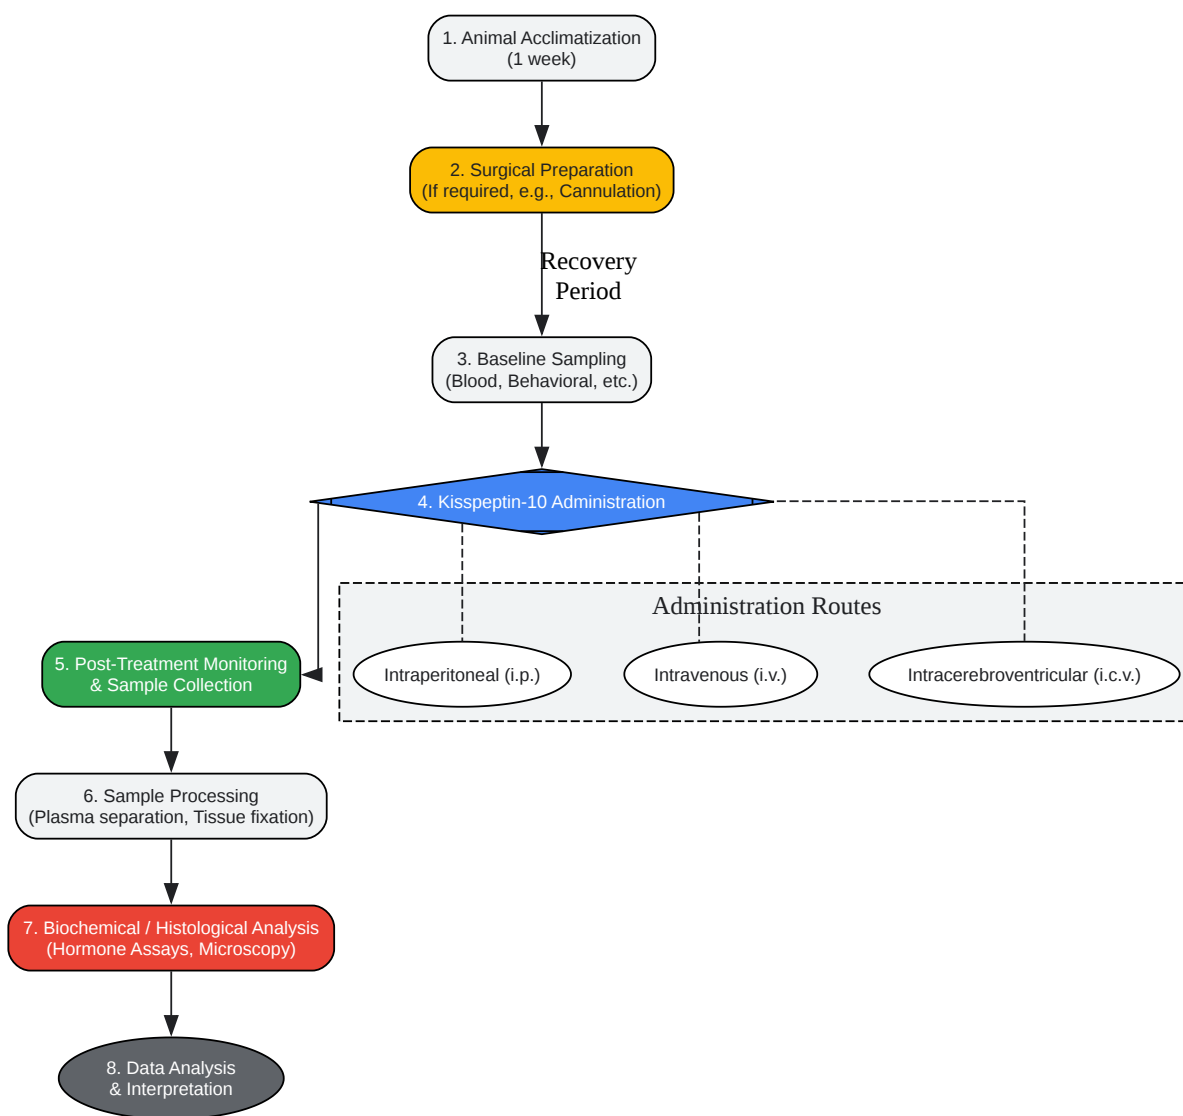 1. Animal Acclimatization
(1 week)
2. Surgical Preparation
(If required, e.g., Cannulation)
Recovery
Period
3. Baseline Sampling
(Blood, Behavioral, etc.)
4. Kisspeptin-10 Administration
Administration Routes
Intraperitoneal (i.p.)
Intravenous (i.v.)
Intracerebroventricular (i.c.v.)
5. Post-Treatment Monitoring
& Sample Collection
6. Sample Processing
(Plasma separation, Tissue fixation)
7. Biochemical / Histological Analysis
(Hormone Assays, Microscopy)
8. Data Analysis
& Interpretation